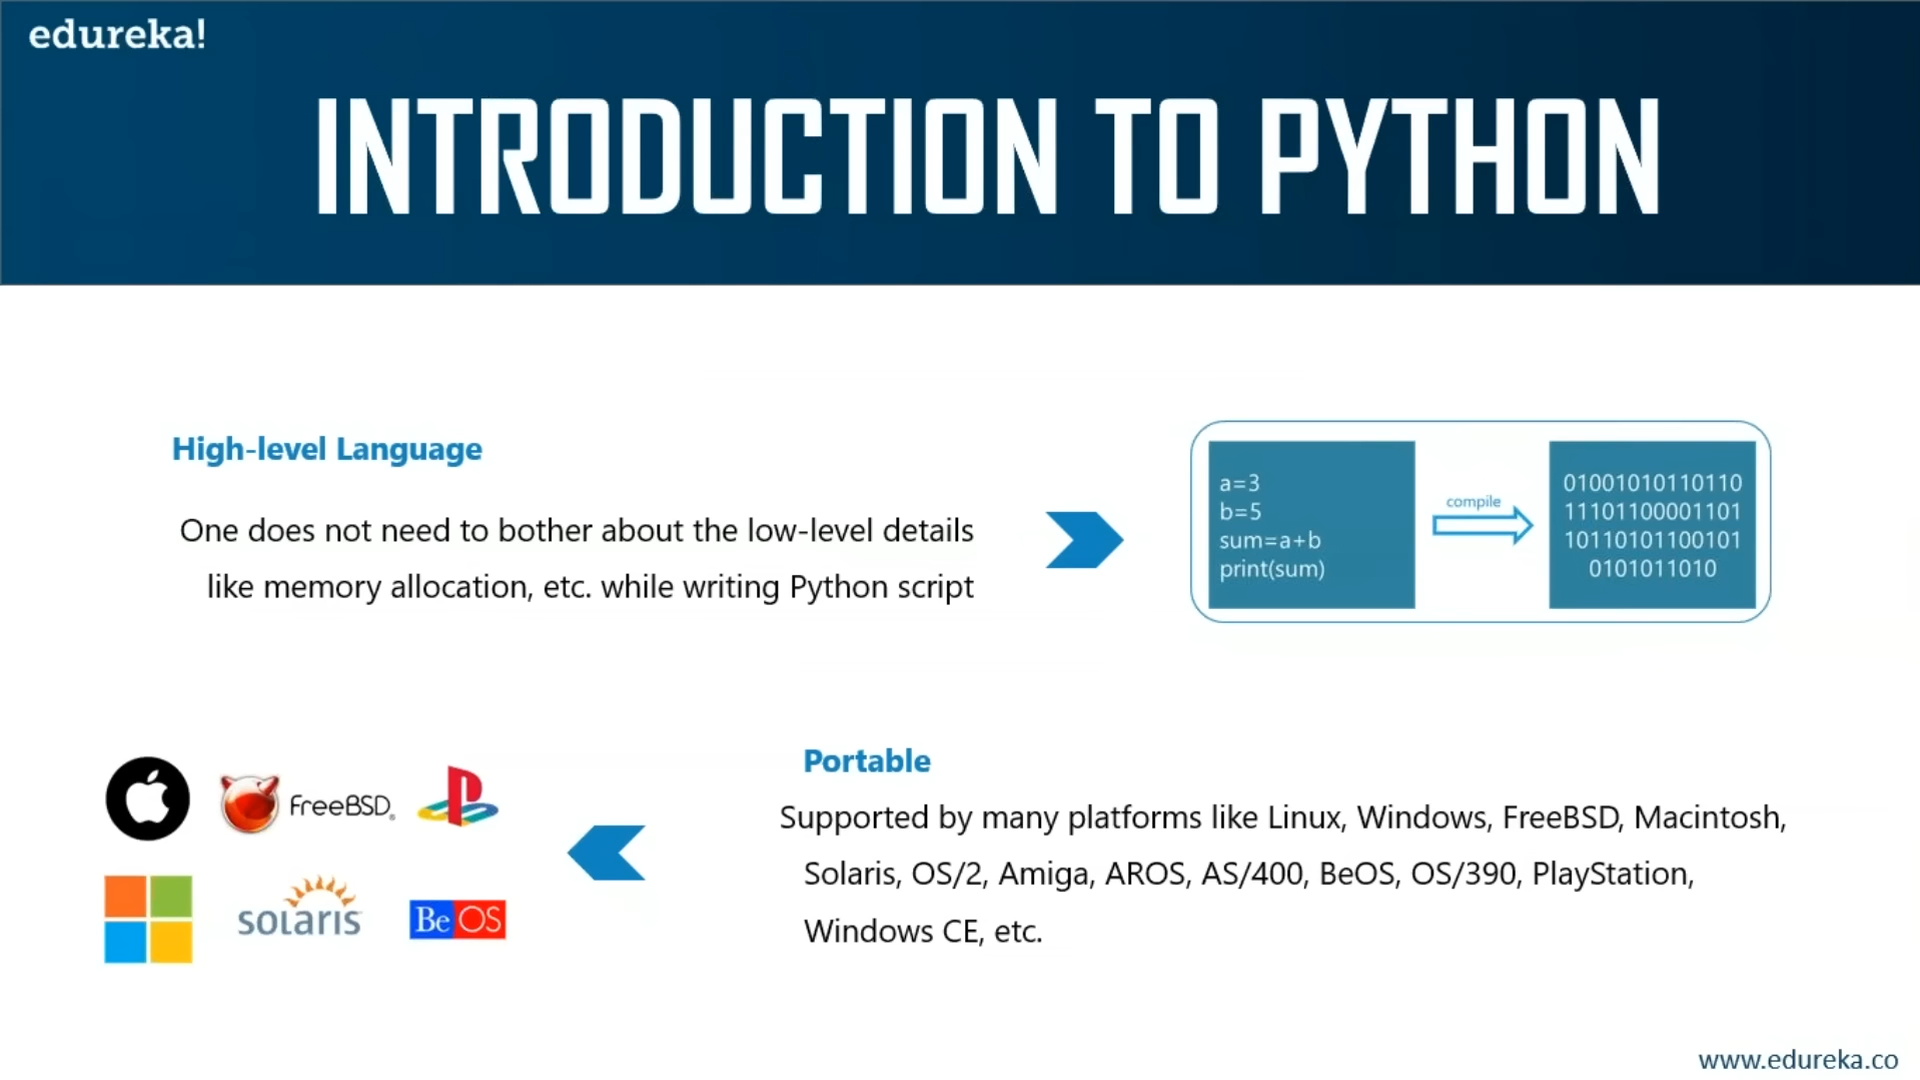 edureka!
INTRODUCTION TO PYTHON
High-level Language
One does not need to bother about the low-level details
like memory allocation, etc. while writing Python script
a=3
b=5
sum=a+b
print(sum)
compile
01001010110110
11101100001101
10110101100101
0101011010
FreeBSD®
solaris
Be OS
Portable
Supported by many platforms like Linux, Windows, FreeBSD, Macintosh,
Solaris, OS/2, Amiga, AROS, AS/400, BeOS, OS/390, PlayStation,
Windows CE, etc.
www.edureka.co